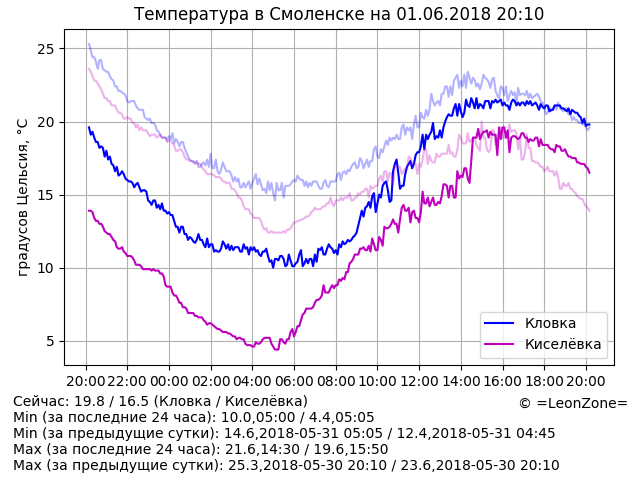 Температура в Смоленске на 01.06.2018 20:10
градусов Цельсия, °C
25
20
15
10
5
Кловка
Киселёвка
20:00 22:00 00:00 02:00 04:00 06:00 08:00 10:00 12:00 14:00 16:00 18:00 20:00
Сейчас: 19.8 / 16.5 (Кловка / Киселёвка)
© =LeonZone=
Min (за последние 24 часа): 10.0,05:00 / 4.4,05:05
Min (за предыдущие сутки): 14.6,2018-05-31 05:05 / 12.4,2018-05-31 04:45
Max (за последние 24 часа): 21.6,14:30 / 19.6,15:50
Max (за предыдущие сутки): 25.3,2018-05-30 20:10 / 23.6,2018-05-30 20:10